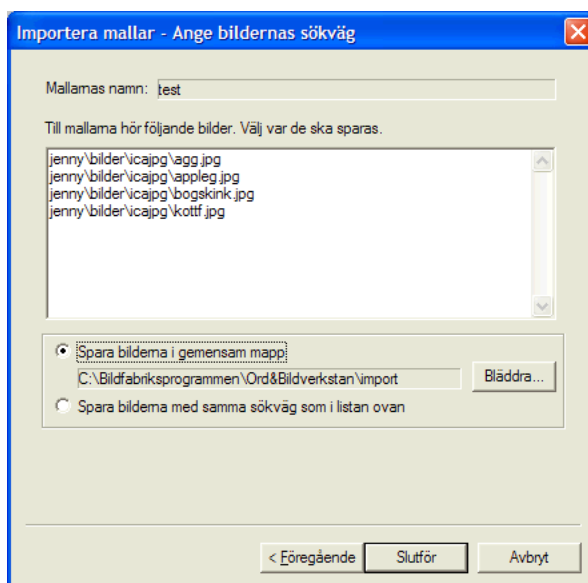 Importera mallar - Ange bildernas sökväg
Mallarnas namn: test
Till mallarna hör följande bilder. Välj var de ska sparas.
jenny\bilder\icajpg\agg.jpg
jenny\bilder\icajpg\appleg.jpg
jenny\bilder\icajpg\bogskink.jpg
jenny\bilder\icajpg\kottf.jpg
Spara bilderna i gemensam mapp
C:\Bildfabriksprogrammen\Ord&Bildverkstan\import Bläddra...
Spara bilderna med samma sökväg som i listan ovan
< Föregående Slutför Avbryt